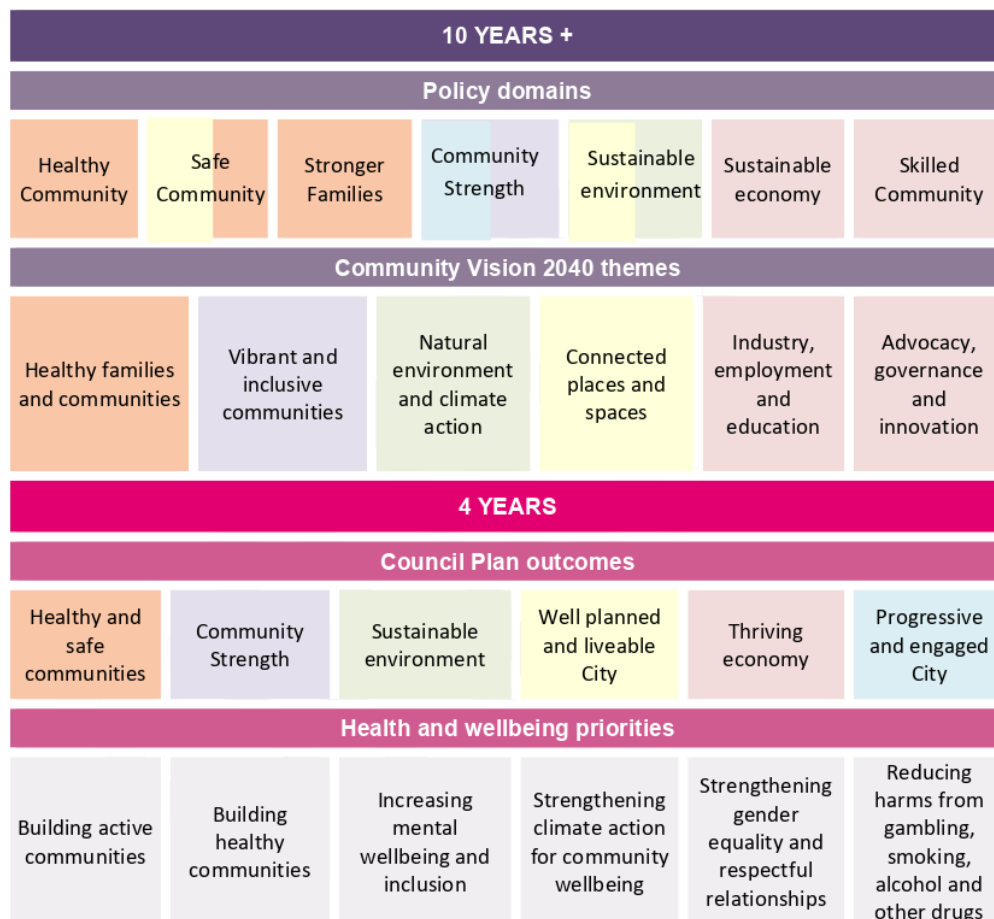 10 YEARS +
Policy domains
Healthy
Community
Safe
Community
Stronger
Families
Community
Strength
Sustainable
environment
Sustainable
economy
Skilled
Community
Community Vision 2040 themes
Healthy families
and communities
Vibrant and
inclusive
communities
Natural
environment
and climate
action
Connected
places and
spaces
Industry,
employment
and
education
Advocacy,
governance
and
innovation
4 YEARS
Council Plan outcomes
Healthy and
safe
communities
Community
Strength
Sustainable
environment
Well planned
and liveable
City
Thriving
economy
Progressive
and engaged
City
Health and wellbeing priorities
Building active
communities
Building
healthy
communities
Increasing
mental
wellbeing and
inclusion
Strengthening
climate action
for community
wellbeing
Strengthening
gender
equality and
respectful
relationships
Reducing
harms from
gambling,
smoking,
alcohol and
other drugs